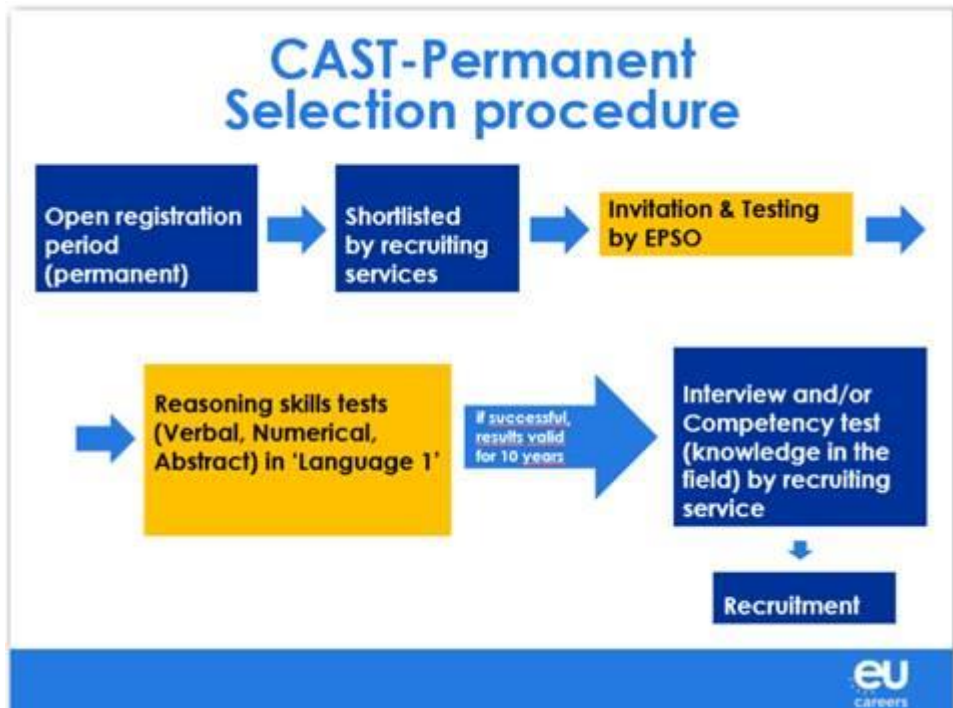 CAST-Permanent
Selection procedure
Open registration
period
(permanent)
Shortlisted
by recruiting
services
Invitation & Testing
by EPSO
Reasoning skills tests
(Verbal, Numerical,
Abstract) in ‘Language 1’
if successful,
results valid
for 10 years
Interview and/or
Competency test
(knowledge in the
field) by recruiting
service
Recruitment
eu
careers